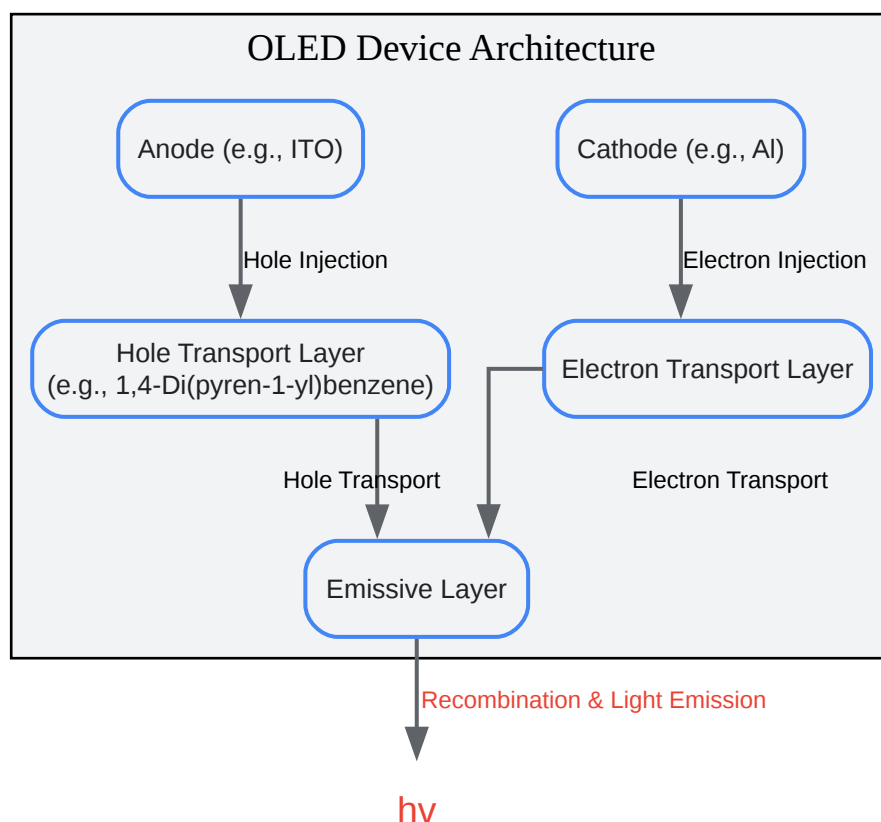 OLED Device Architecture
Anode (e.g., ITO)
Cathode (e.g., Al)
Hole Injection
Electron Injection
Hole Transport Layer
(e.g., 1,4-Di(pyren-1-yl)benzene)
Electron Transport Layer
Hole Transport
Electron Transport
Emissive Layer
Recombination & Light Emission
hv